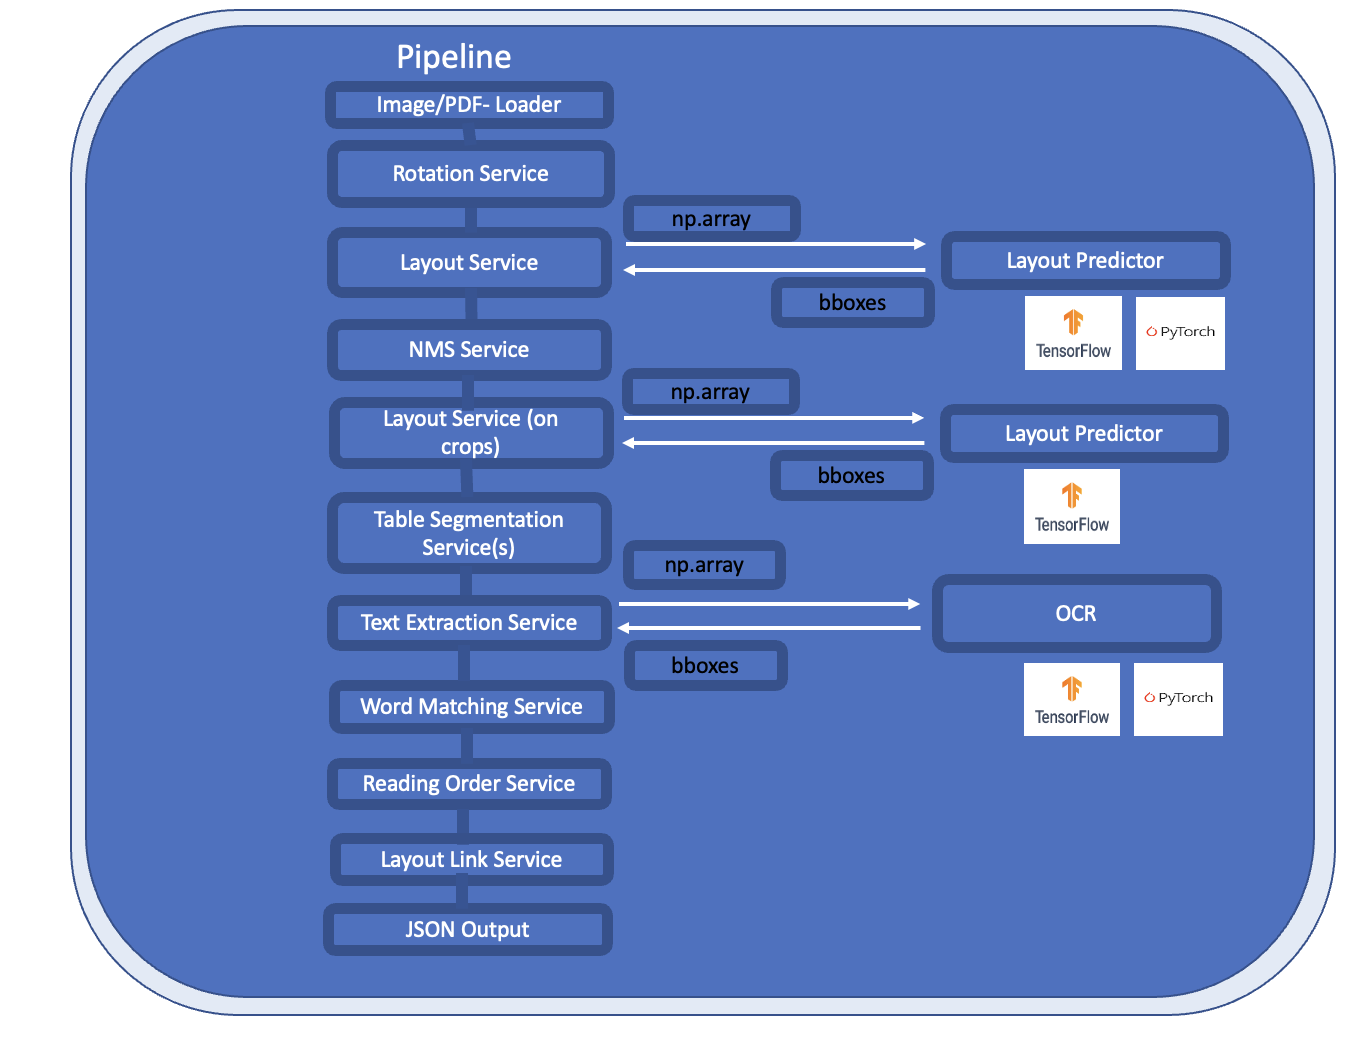 Pipeline
Image/PDF- Loader
Rotation Service
np.array
Layout Service
Layout Predictor
bboxes
TensorFlow
PyTorch
NMS Service
np.array
Layout Service (on
crops)
Layout Predictor
bboxes
TensorFlow
Table Segmentation
Service(s)
np.array
Text Extraction Service
OCR
bboxes
TensorFlow
PyTorch
Word Matching Service
Reading Order Service
Layout Link Service
JSON Output